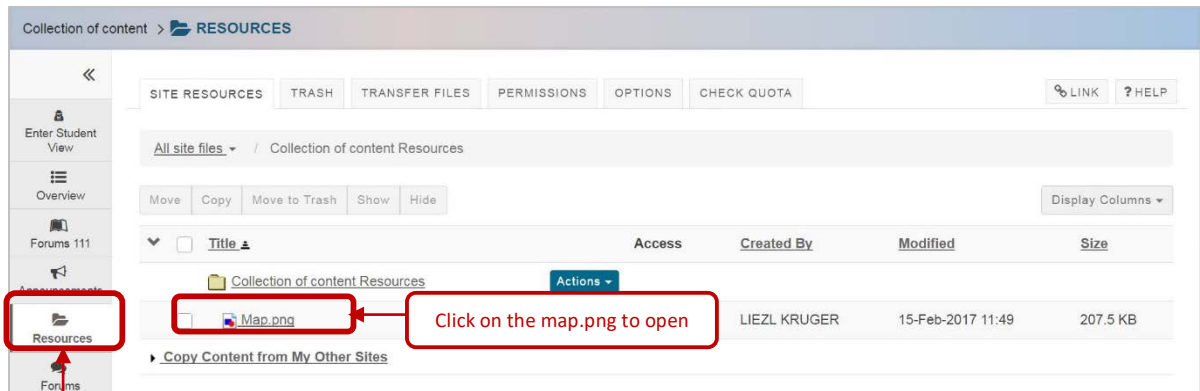 Collection of content > RESOURCES
«
SITE RESOURCES TRASH TRANSFER FILES PERMISSIONS OPTIONS CHECK QUOTA LINK ? HELP
Enter Student
View
All site files / Collection of content Resources
Overview
Move Copy Move to Trash Show Hide Display Columns
Forums 111
Title Access Created By Modified Size
Announcements
Collection of content Resources Actions
Map.png Click on the map.png to open LIEZL KRUGER 15-Feb-2017 11:49 207.5 KB
Resources
Copy Content from My Other Sites
Forums